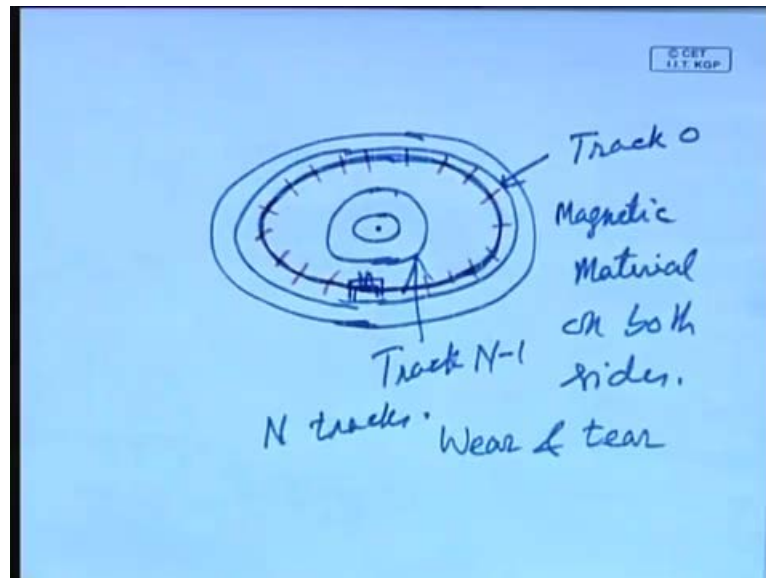 © CET
I.I.T. KGP
Track 0
Magnetic
Material
on both
sides.
Track N-1
N tracks.
Wear & tear